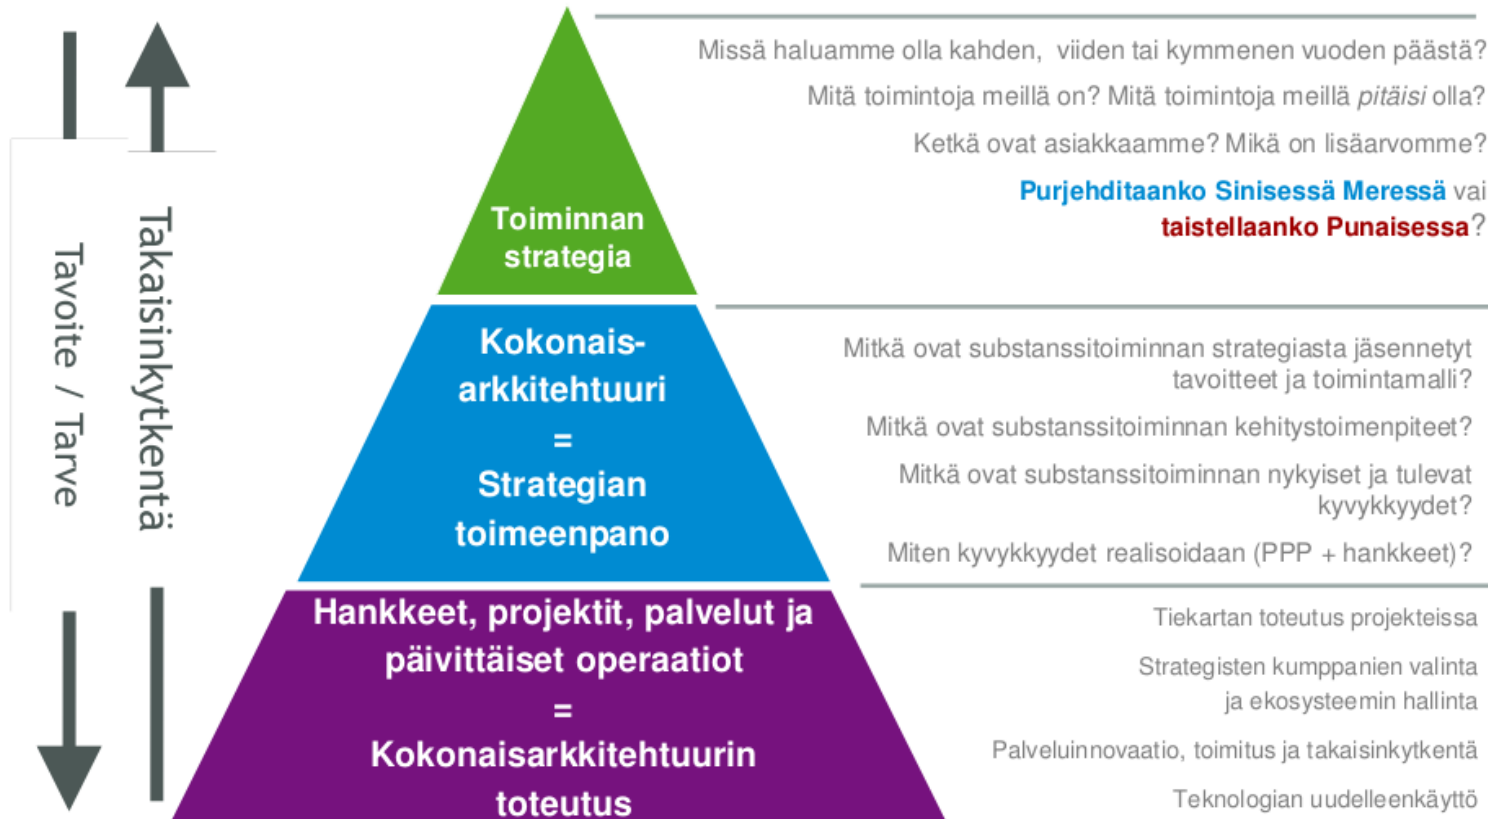 Tavoite / Tarve
Takaisinkytkentä
Toiminnan
strategia
Missä haluamme olla kahden, viiden tai kymmenen vuoden päästä?
Mitä toimintoja meillä on? Mitä toimintoja meillä pitäisi olla?
Ketkä ovat asiakkaamme? Mikä on lisäarvomme?
Purjehditaanko Sinisessä Meressä vai
taistellaanko Punaisessa?
Kokonais-
arkkitehtuuri
=
Strategian
toimeenpano
Mitkä ovat substanssitoiminnan strategiasta jäsennetyt
tavoitteet ja toimintamalli?
Mitkä ovat substanssitoiminnan kehitystoimenpiteet?
Mitkä ovat substanssitoiminnan nykyiset ja tulevat
kyvykkyydet?
Miten kyvykkyydet realisoidaan (PPP + hankkeet)?
Hankkeet, projektit, palvelut ja
päivittäiset operaatiot
=
Kokonaisarkkitehtuurin
toteutus
Tiekartan toteutus projekteissa
Strategisten kumppanien valinta
ja ekosysteemin hallinta
Palveluinnovaatio, toimitus ja takaisinkytkentä
Teknologian uudelleenkäyttö